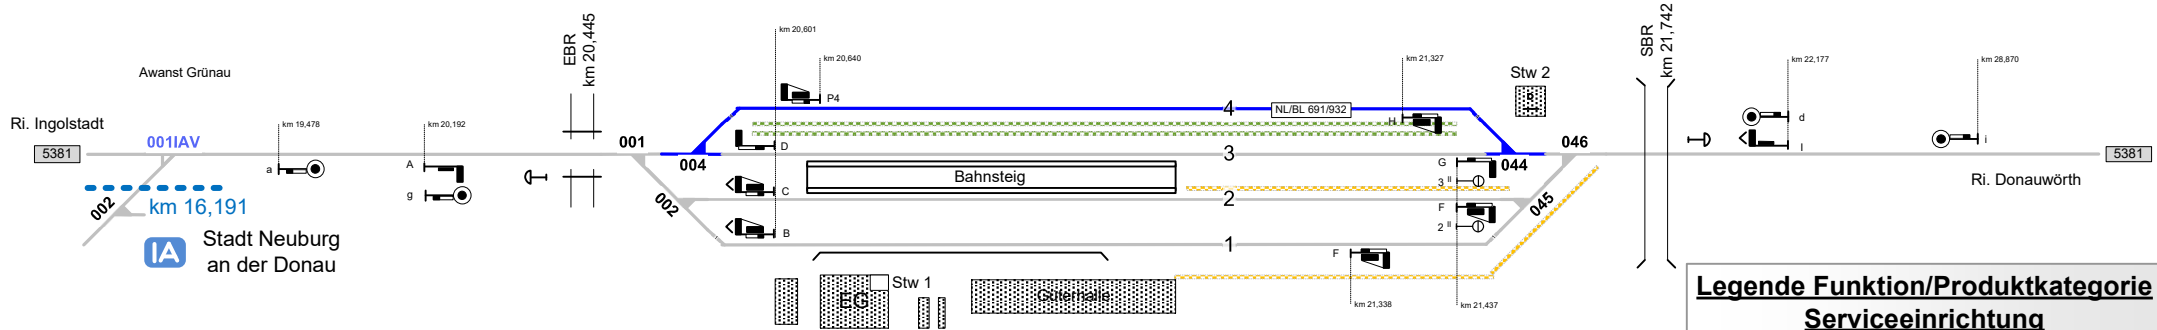 Awanst Grünau
Ri. Ingolstadt
5381
001IAV
002
km 16,191
IA
Stadt Neuburg
an der Donau
km 19,478
a
km 20,192
A
g
EBR
km 20,445
001
002
004
km 20,601
km 20,640
P4
D
C
B
4
NL/BL 691/932
3
Bahnsteig
2
1
EG
Stw 1
Güterhalle
km 21,327
H
G
3 II
F
2 II
F
km 21,338
km 21,437
Stw 2
044
046
045
SBR
km 21,742
km 22,177
d
l
km 28,870
i
5381
Ri. Donauwörth
Legende Funktion/Produktkategorie
Serviceeinrichtung